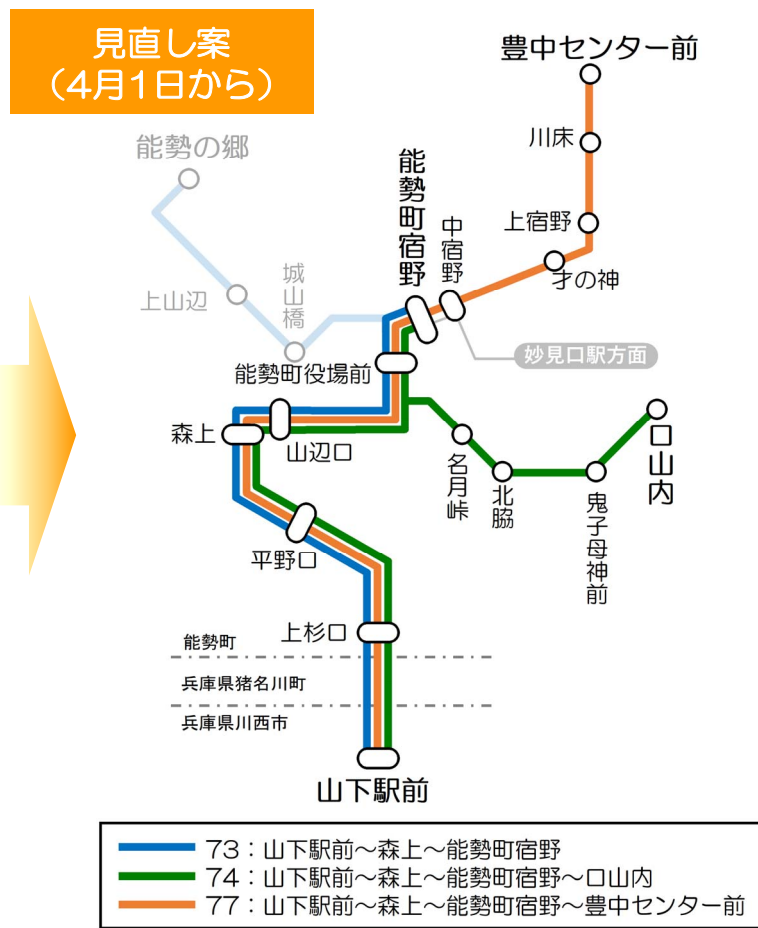 見直し案
（4月1日から）
豊中センター前
川床
能勢の郷
能勢町宿野
中宿野
上宿野
才の神
上山辺
城山橋
能勢町役場前
妙見口駅方面
森上
山辺口
名月峠
北脇
鬼子母神前
口山内
平野口
上杉口
能勢町
兵庫県猪名川町
兵庫県川西市
山下駅前
73：山下駅前～森上～能勢町宿野
74：山下駅前～森上～能勢町宿野～口山内
77：山下駅前～森上～能勢町宿野～豊中センター前